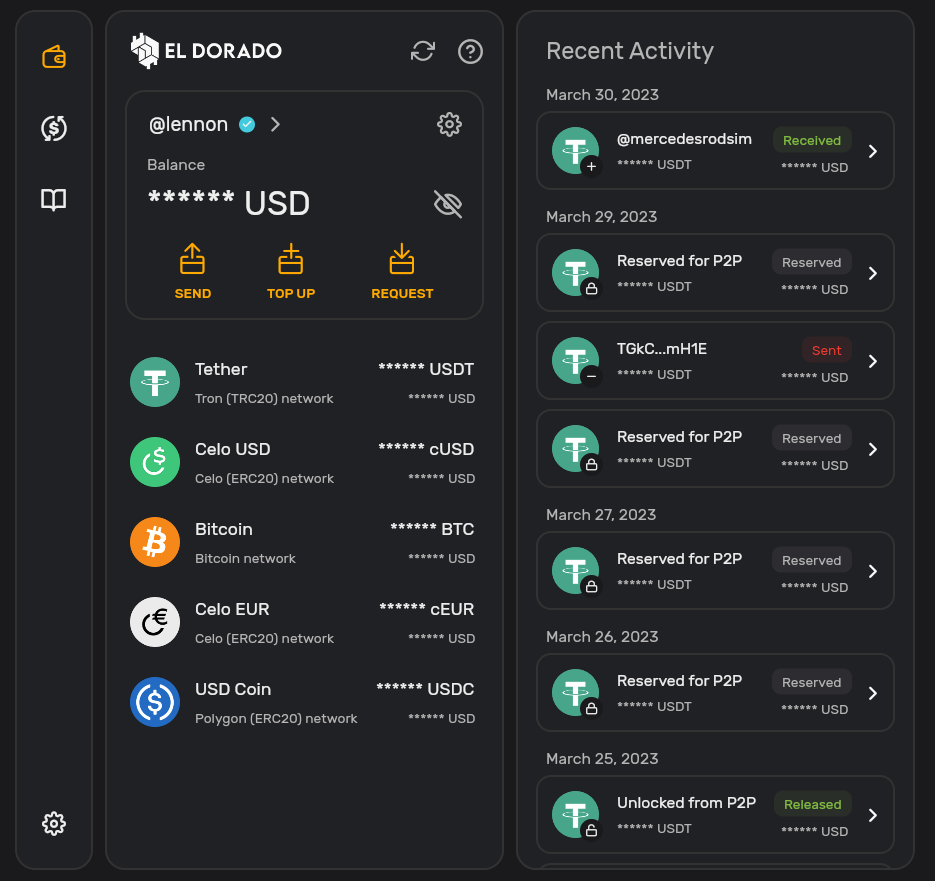 EL DORADO
@lennon
Balance
****** USD
SEND TOP UP REQUEST
Tether ****** USDT
Tron (TRC20) network ****** USD
Celo USD ****** cUSD
Celo (ERC20) network ****** USD
Bitcoin ****** BTC
Bitcoin network ****** USD
Celo EUR ****** cEUR
Celo (ERC20) network ****** USD
USD Coin ****** USDC
Polygon (ERC20) network ****** USD
Recent Activity
March 30, 2023
@mercedesrodsim Received
****** USDT ****** USD
March 29, 2023
Reserved for P2P Reserved
****** USDT ****** USD
TGkC...mH1E Sent
****** USDT ****** USD
Reserved for P2P Reserved
****** USDT ****** USD
March 27, 2023
Reserved for P2P Reserved
****** USDT ****** USD
March 26, 2023
Reserved for P2P Reserved
****** USDT ****** USD
March 25, 2023
Unlocked from P2P Released
****** USDT ****** USD